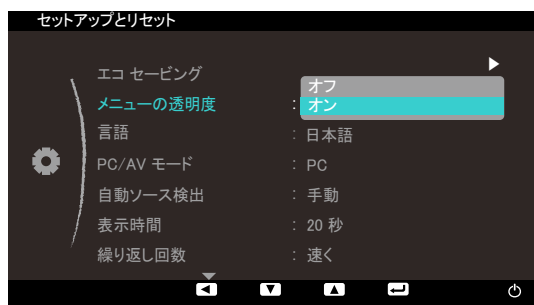 セットアップとリセット
エコ セービング
オフ
メニューの透明度 : オン
言語 : 日本語
PC/AV モード : PC
自動ソース検出 : 手動
表示時間 : 20 秒
繰り返し回数 : 速く